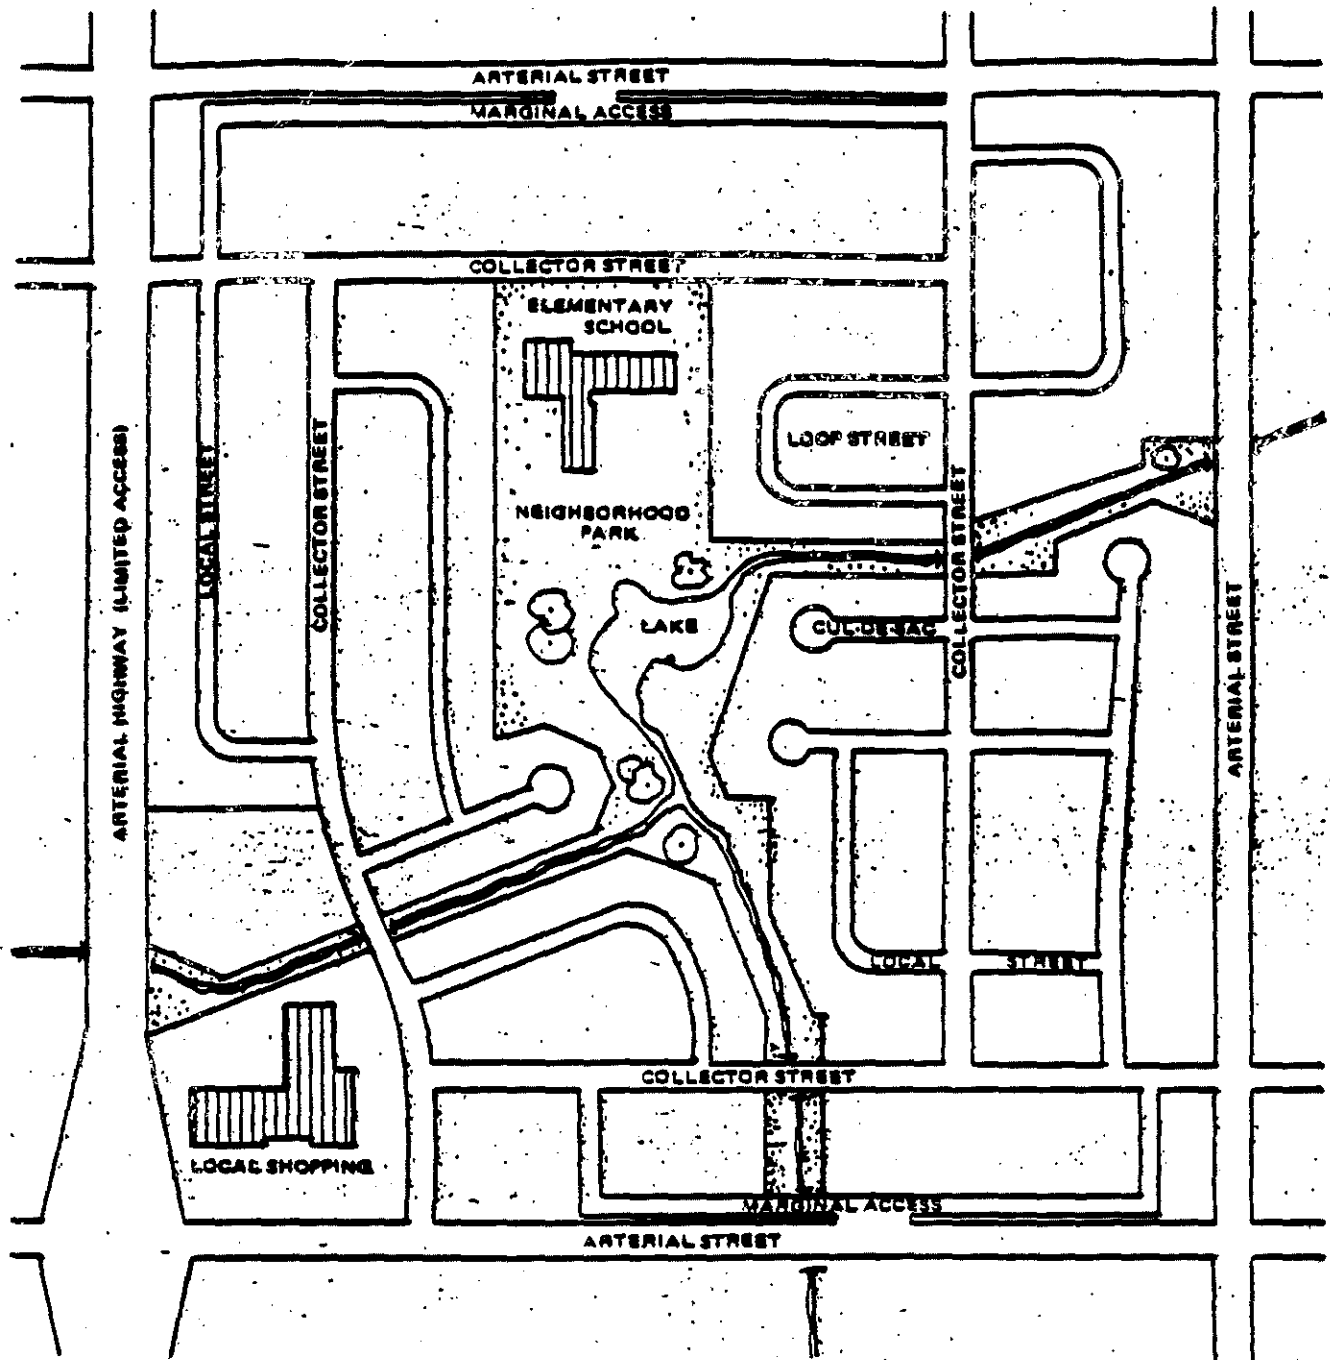 ARTERIAL STREET
MARGINAL ACCESS
COLLECTOR STREET
ELEMENTARY
SCHOOL
LOOP STREET
ARTERIAL HIGHWAY (LIMITED ACCESS)
LOCAL STREET
COLLECTOR STREET
NEIGHBORHOOD
PARK
COLLECTOR STREET
LAKE
CUL-DE-SAC
ARTERIAL STREET
LOCAL STREET
COLLECTOR STREET
LOCAL SHOPPING
MARGINAL ACCESS
ARTERIAL STREET